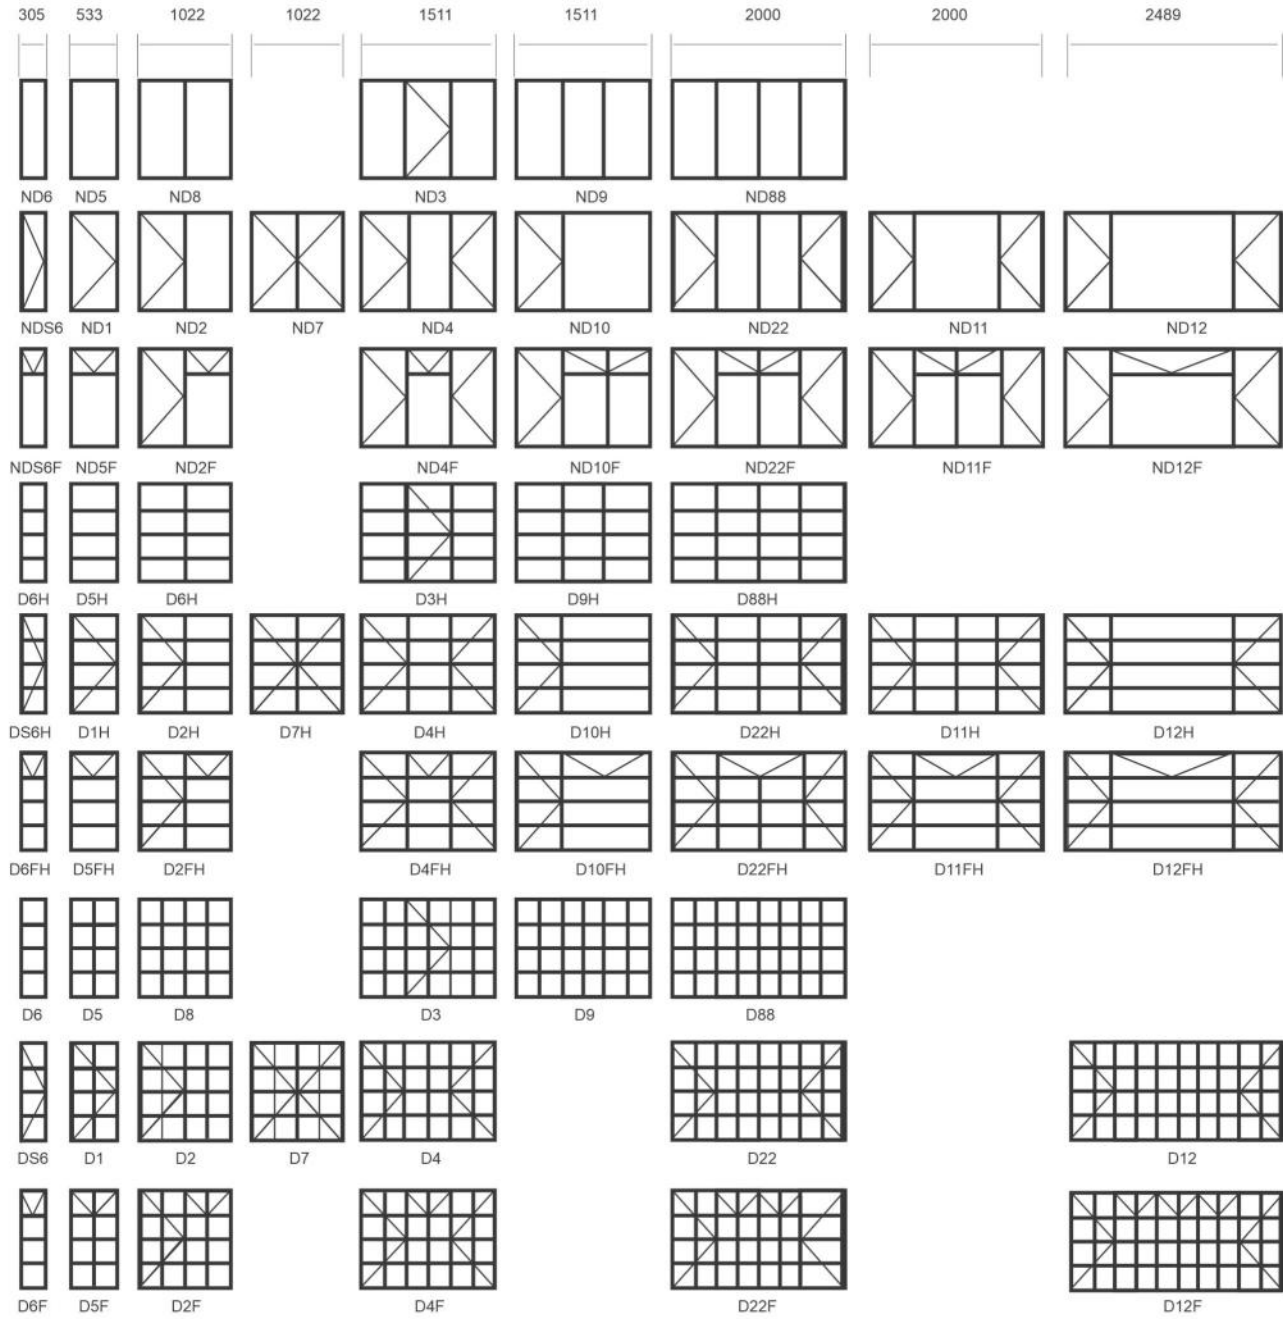 305 533 1022 1022 1511 1511 2000 2000 2489
ND6 ND5 ND8 ND3 ND9 ND88
NDS6 ND1 ND2 ND7 ND4 ND10 ND22 ND11 ND12
NDS6F ND5F ND2F ND4F ND10F ND22F ND11F ND12F
D6H D5H D6H D3H D9H D88H
DS6H D1H D2H D7H D4H D10H D22H D11H D12H
D6FH D5FH D2FH D4FH D10FH D22FH D11FH D12FH
D6 D5 D8 D3 D9 D88
DS6 D1 D2 D7 D4 D22 D12
D6F D5F D2F D4F D22F D12F